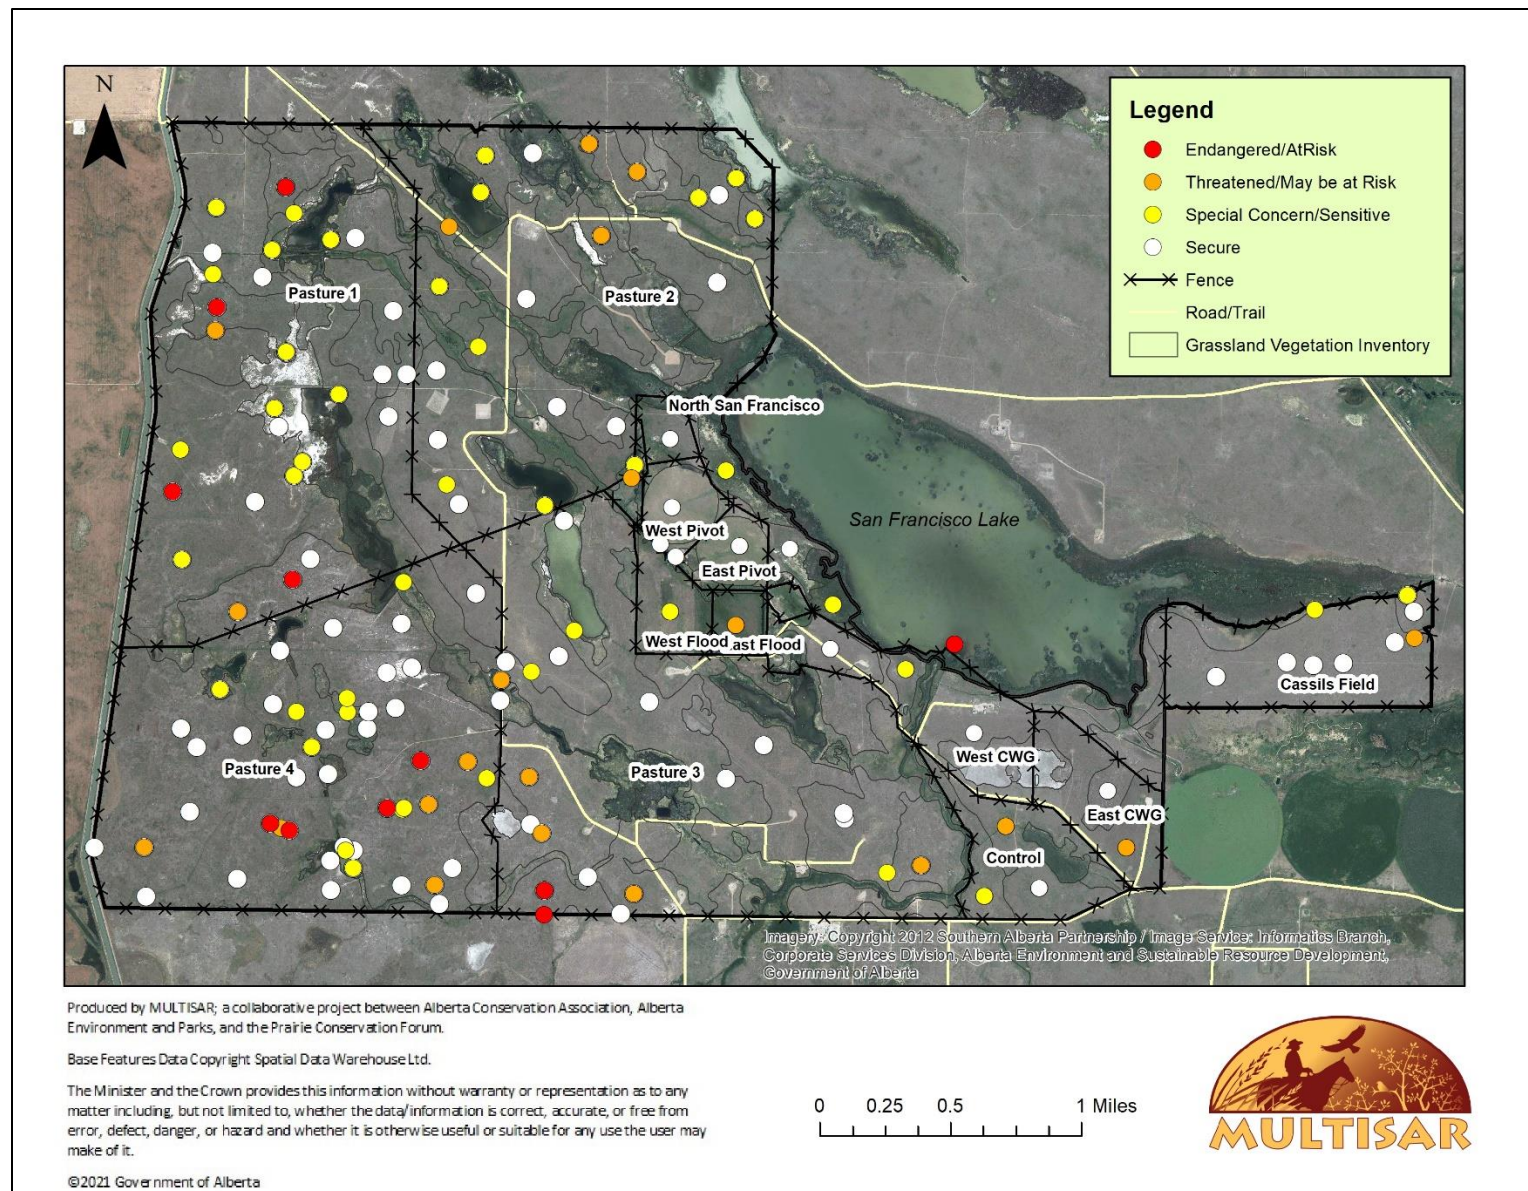 N
Legend
Endangered/AtRisk
Threatened/May be at Risk
Special Concern/Sensitive
Secure
Fence
Road/Trail
Grassland Vegetation Inventory
Pasture 1
Pasture 2
North San Francisco
San Francisco Lake
West Pivot
East Pivot
West Flood
East Flood
Cassils Field
Pasture 4
Pasture 3
West CWG
East CWG
Control
Imagery: Copyright 2012 Southern Alberta Partnership / Image Service: Informatics Branch,
Corporate Services Division, Alberta Environment and Sustainable Resource Development,
Government of Alberta
Produced by MULTISAR; a collaborative project between Alberta Conservation Association, Alberta
Environment and Parks, and the Prairie Conservation Forum.
Base Features Data Copyright Spatial Data Warehouse Ltd.
The Minister and the Crown provides this information without warranty or representation as to any
matter including, but not limited to, whether the data/information is correct, accurate, or free from
error, defect, danger, or hazard and whether it is otherwise useful or suitable for any use the user may
make of it.
©2021 Government of Alberta
0 0.25 0.5 1 Miles
MULTISAR